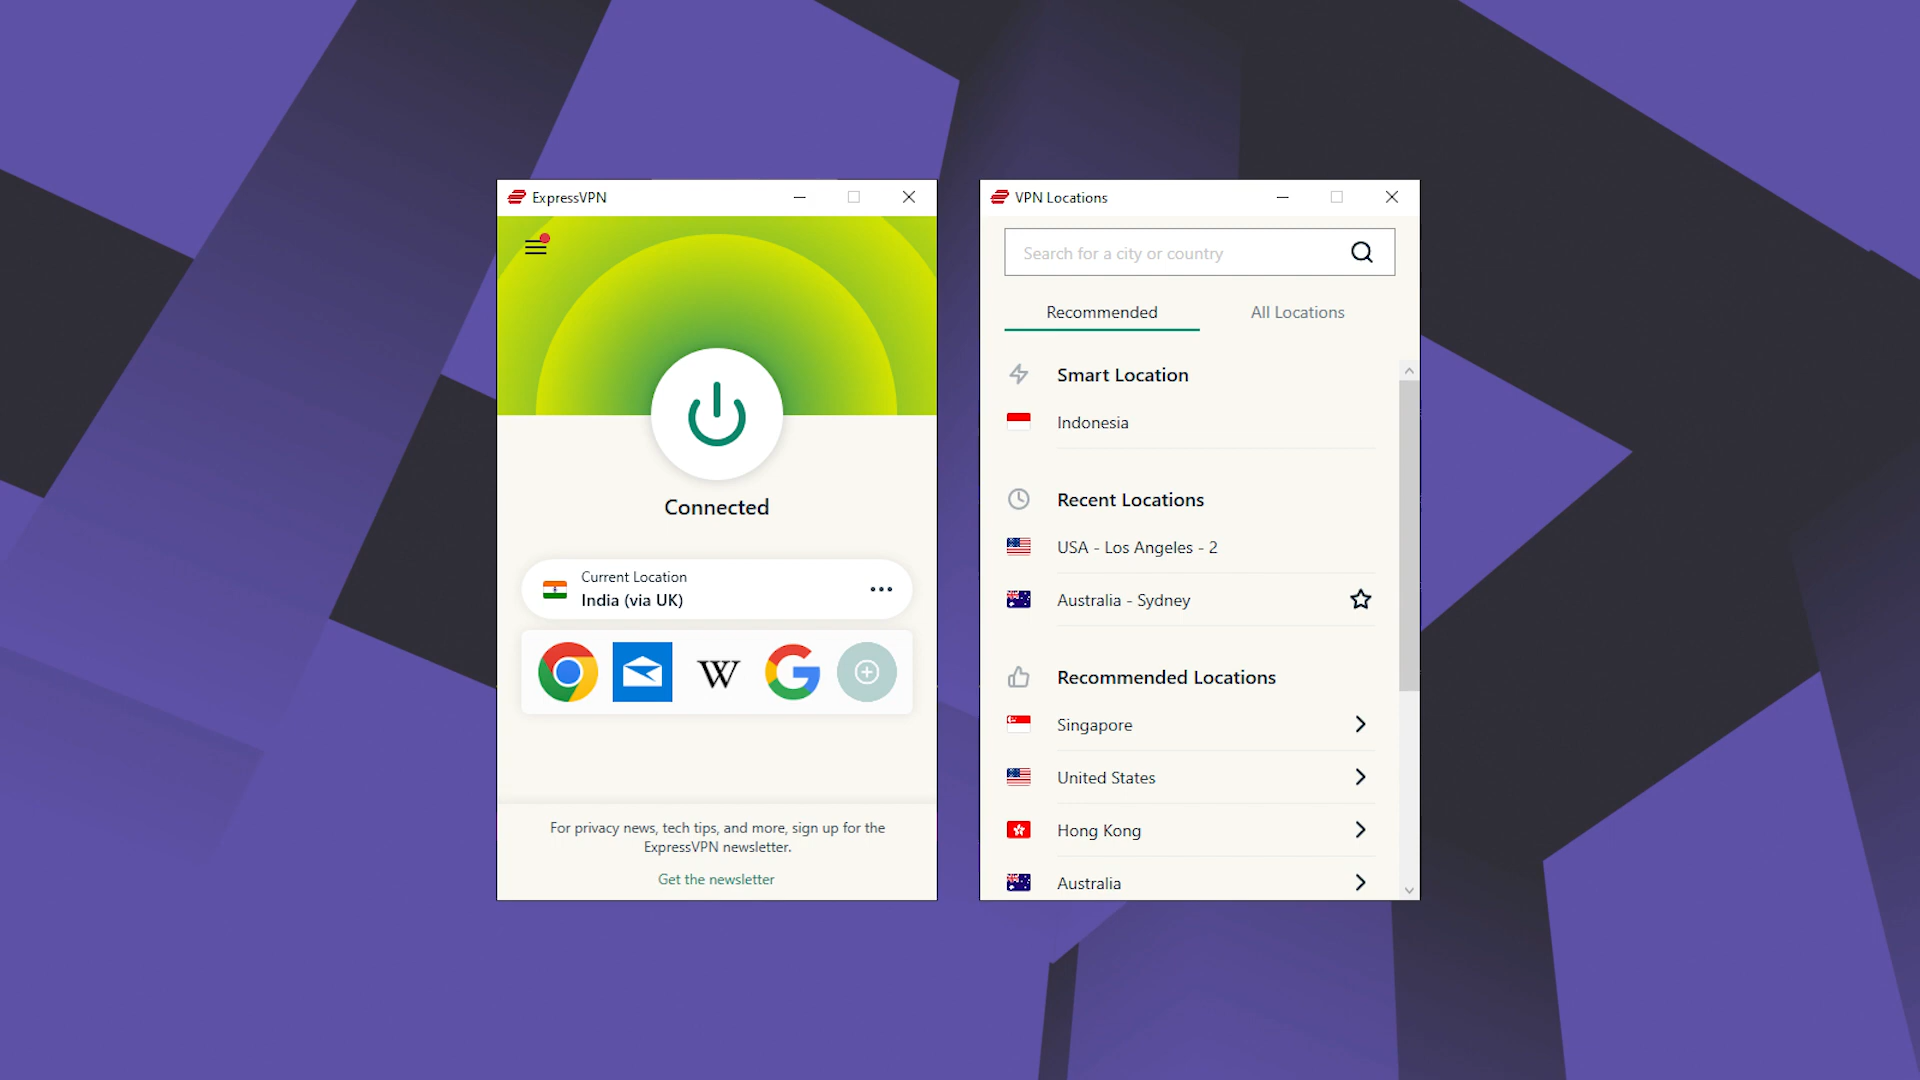 ExpressVPN
Connected
Current Location
India (via UK)
W
G
For privacy news, tech tips, and more, sign up for the
ExpressVPN newsletter.
Get the newsletter
VPN Locations
Search for a city or country
Recommended
All Locations
Smart Location
Indonesia
Recent Locations
USA - Los Angeles - 2
Australia - Sydney
Recommended Locations
Singapore
United States
Hong Kong
Australia